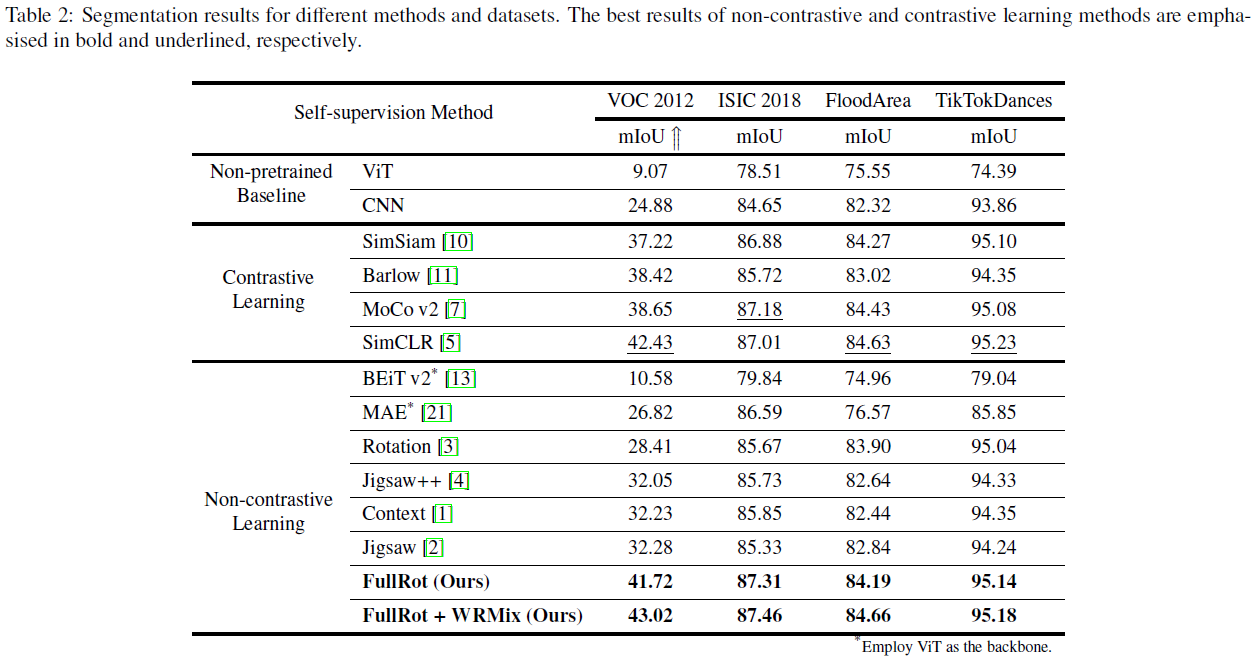 Table 2: Segmentation results for different methods and datasets. The best results of non-contrastive and contrastive learning methods are empha-
sised in bold and underlined, respectively.
Self-supervision Method VOC 2012 ISIC 2018 FloodArea TikTokDances
mIoU ⇑ mIoU mIoU mIoU
Non-pretrained Baseline
ViT 9.07 78.51 75.55 74.39
CNN 24.88 84.65 82.32 93.86
Contrastive Learning
SimSiam [10] 37.22 86.88 84.27 95.10
Barlow [11] 38.42 85.72 83.02 94.35
MoCo v2 [7] 38.65 87.18 84.43 95.08
SimCLR [5] 42.43 87.01 84.63 95.23
Non-contrastive Learning
BEiT v2* [13] 10.58 79.84 74.96 79.04
MAE* [21] 26.82 86.59 76.57 85.85
Rotation [3] 28.41 85.67 83.90 95.04
Jigsaw++ [4] 32.05 85.73 82.64 94.33
Context [1] 32.23 85.85 82.44 94.35
Jigsaw [2] 32.28 85.33 82.84 94.24
FullRot (Ours) 41.72 87.31 84.19 95.14
FullRot + WRMix (Ours) 43.02 87.46 84.66 95.18
*Employ ViT as the backbone.